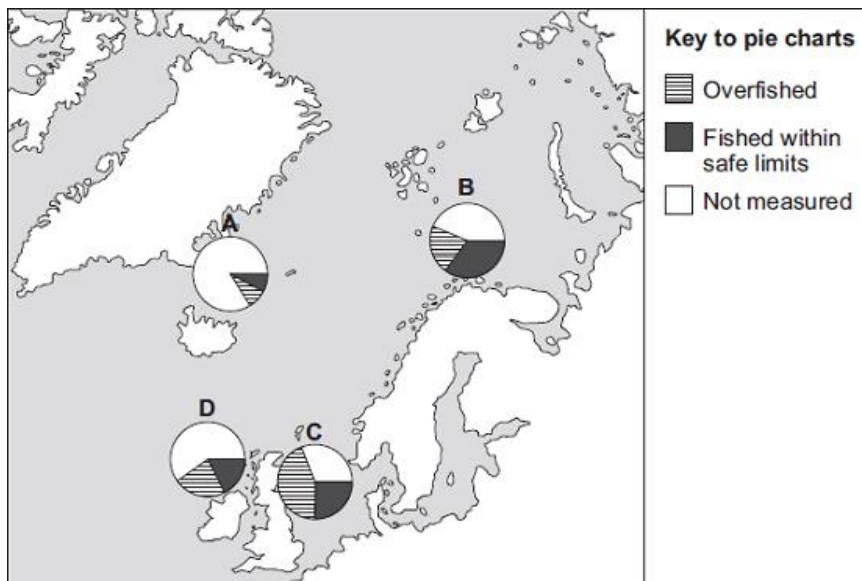 Key to pie charts
Overfished
Fished within
safe limits
Not measured
A
B
C
D